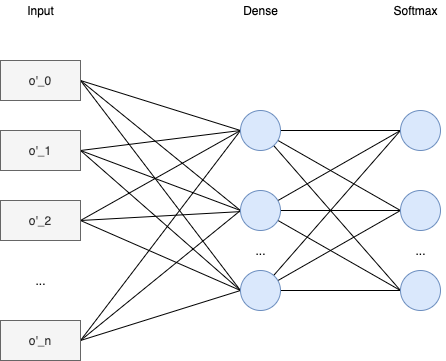 Input Dense Softmax
o'_0
o'_1
o'_2
... ...
...
o'_n